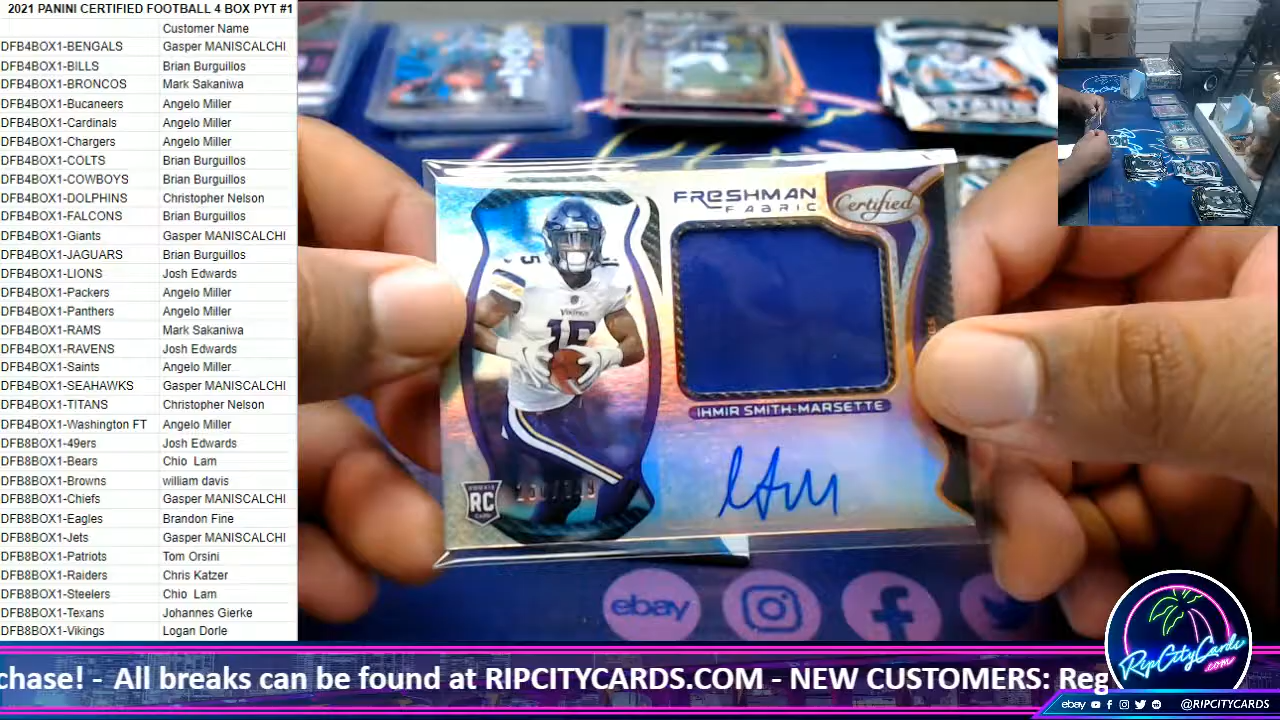 2021 PANINI CERTIFIED FOOTBALL 4 BOX PYT #1
Customer Name
DFB4BOX1-BENGALS Gasper MANISCALCHI
DFB4BOX1-BILLS Brian Burguillos
DFB4BOX1-BRONCOS Mark Sakaniwa
DFB4BOX1-Bucaneers Angelo Miller
DFB4BOX1-Cardinals Angelo Miller
DFB4BOX1-Chargers Angelo Miller
DFB4BOX1-COLTS Brian Burguillos
DFB4BOX1-COWBOYS Brian Burguillos
DFB4BOX1-DOLPHINS Christopher Nelson
DFB4BOX1-FALCONS Brian Burguillos
DFB4BOX1-Giants Gasper MANISCALCHI
DFB4BOX1-JAGUARS Brian Burguillos
DFB4BOX1-LIONS Josh Edwards
DFB4BOX1-Packers Angelo Miller
DFB4BOX1-Panthers Angelo Miller
DFB4BOX1-RAMS Mark Sakaniwa
DFB4BOX1-RAVENS Josh Edwards
DFB4BOX1-Saints Angelo Miller
DFB4BOX1-SEAHAWKS Gasper MANISCALCHI
DFB4BOX1-TITANS Christopher Nelson
DFB4BOX1-Washington FT Angelo Miller
DFB8BOX1-49ers Josh Edwards
DFB8BOX1-Bears Chio Lam
DFB8BOX1-Browns william davis
DFB8BOX1-Chiefs Gasper MANISCALCHI
DFB8BOX1-Eagles Brandon Fine
DFB8BOX1-Jets Gasper MANISCALCHI
DFB8BOX1-Patriots Tom Orsini
DFB8BOX1-Raiders Chris Katzer
DFB8BOX1-Steelers Chio Lam
DFB8BOX1-Texans Johannes Gierke
DFB8BOX1-Vikings Logan Dorle
FRESHMAN
FABRIC
Certified
VIKINGS
15
IHMIR SMITH-MARSETTE
ROOKIE
RC
CARD
ebay
RipCityCards
.com
chase! - All breaks can be found at RIPCITYCARDS.COM - NEW CUSTOMERS: Reg
ebay @RIPCITYCARDS